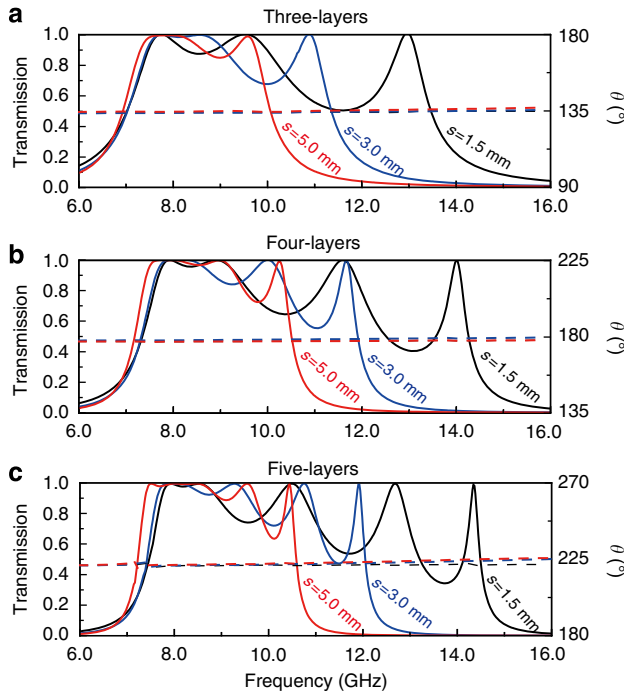 a
Three-layers
1.0
0.8
0.6
0.4
0.2
0.0
Transmission
180
135
90
θ (°)
s=5.0 mm
s=3.0 mm
s=1.5 mm
6.0 8.0 10.0 12.0 14.0 16.0
b
Four-layers
1.0
0.8
0.6
0.4
0.2
0.0
Transmission
225
180
135
θ (°)
s=5.0 mm
s=3.0 mm
s=1.5 mm
6.0 8.0 10.0 12.0 14.0 16.0
c
Five-layers
1.0
0.8
0.6
0.4
0.2
0.0
Transmission
270
225
180
θ (°)
s=5.0 mm
s=3.0 mm
s=1.5 mm
6.0 8.0 10.0 12.0 14.0 16.0
Frequency (GHz)